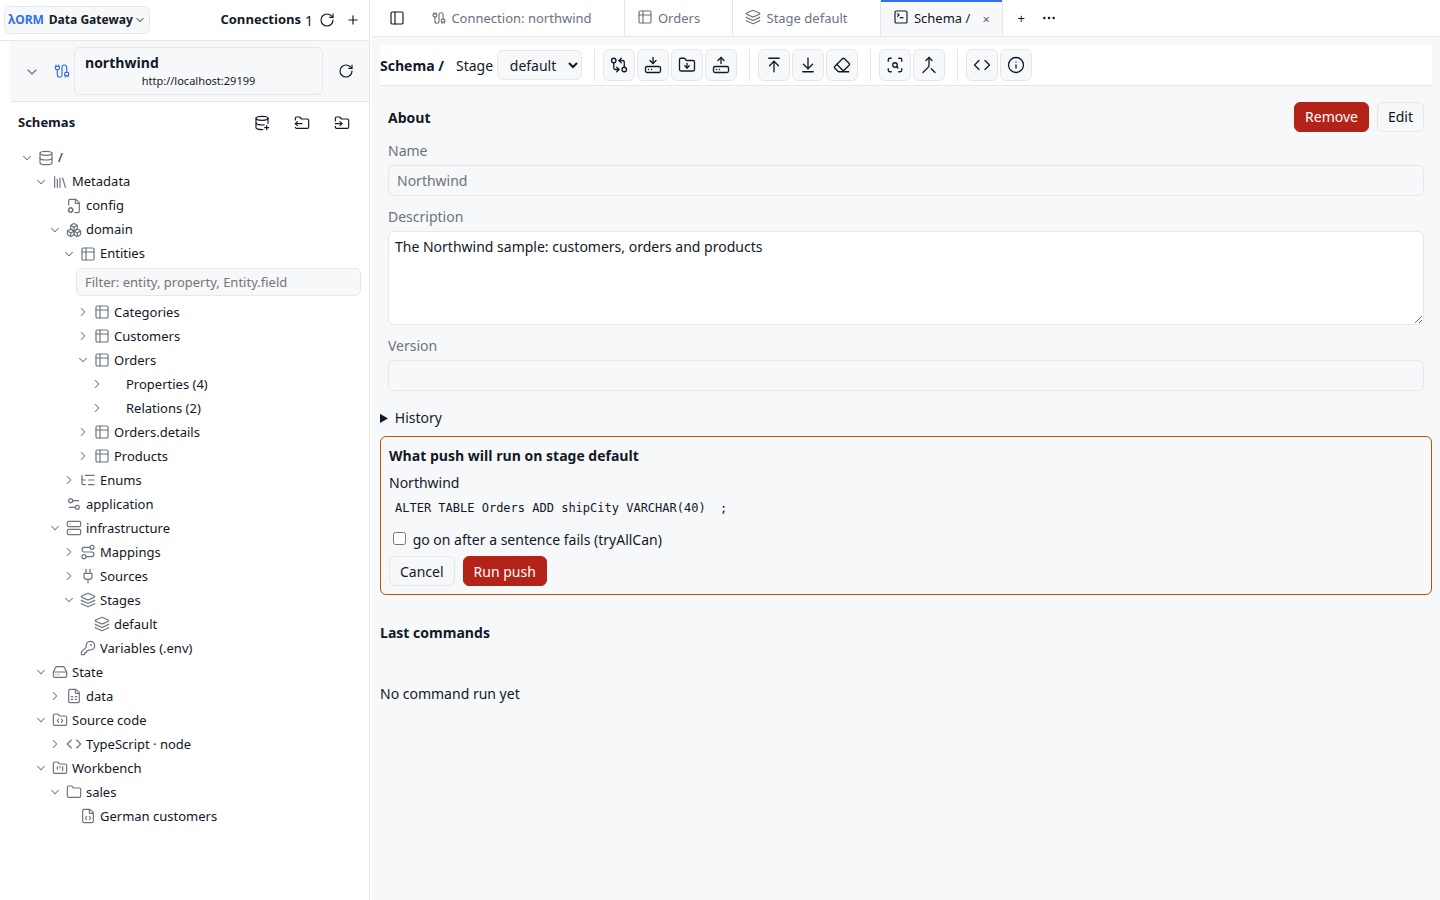 λORM Data Gateway
Connections 1
northwind
http://localhost:29199
Schemas
/
Metadata
config
domain
Entities
Filter: entity, property, Entity.field
Categories
Customers
Orders
Properties (4)
Relations (2)
Orders.details
Products
Enums
application
infrastructure
Mappings
Sources
Stages
default
Variables (.env)
State
data
Source code
TypeScript · node
Workbench
sales
German customers
Connection: northwind
Orders
Stage default
Schema / ×
+
Schema / Stage default
About
Remove
Edit
Name
Northwind
Description
The Northwind sample: customers, orders and products
Version
History
What push will run on stage default
Northwind
ALTER TABLE Orders ADD shipCity VARCHAR(40) ;
go on after a sentence fails (tryAllCan)
Cancel
Run push
Last commands
No command run yet